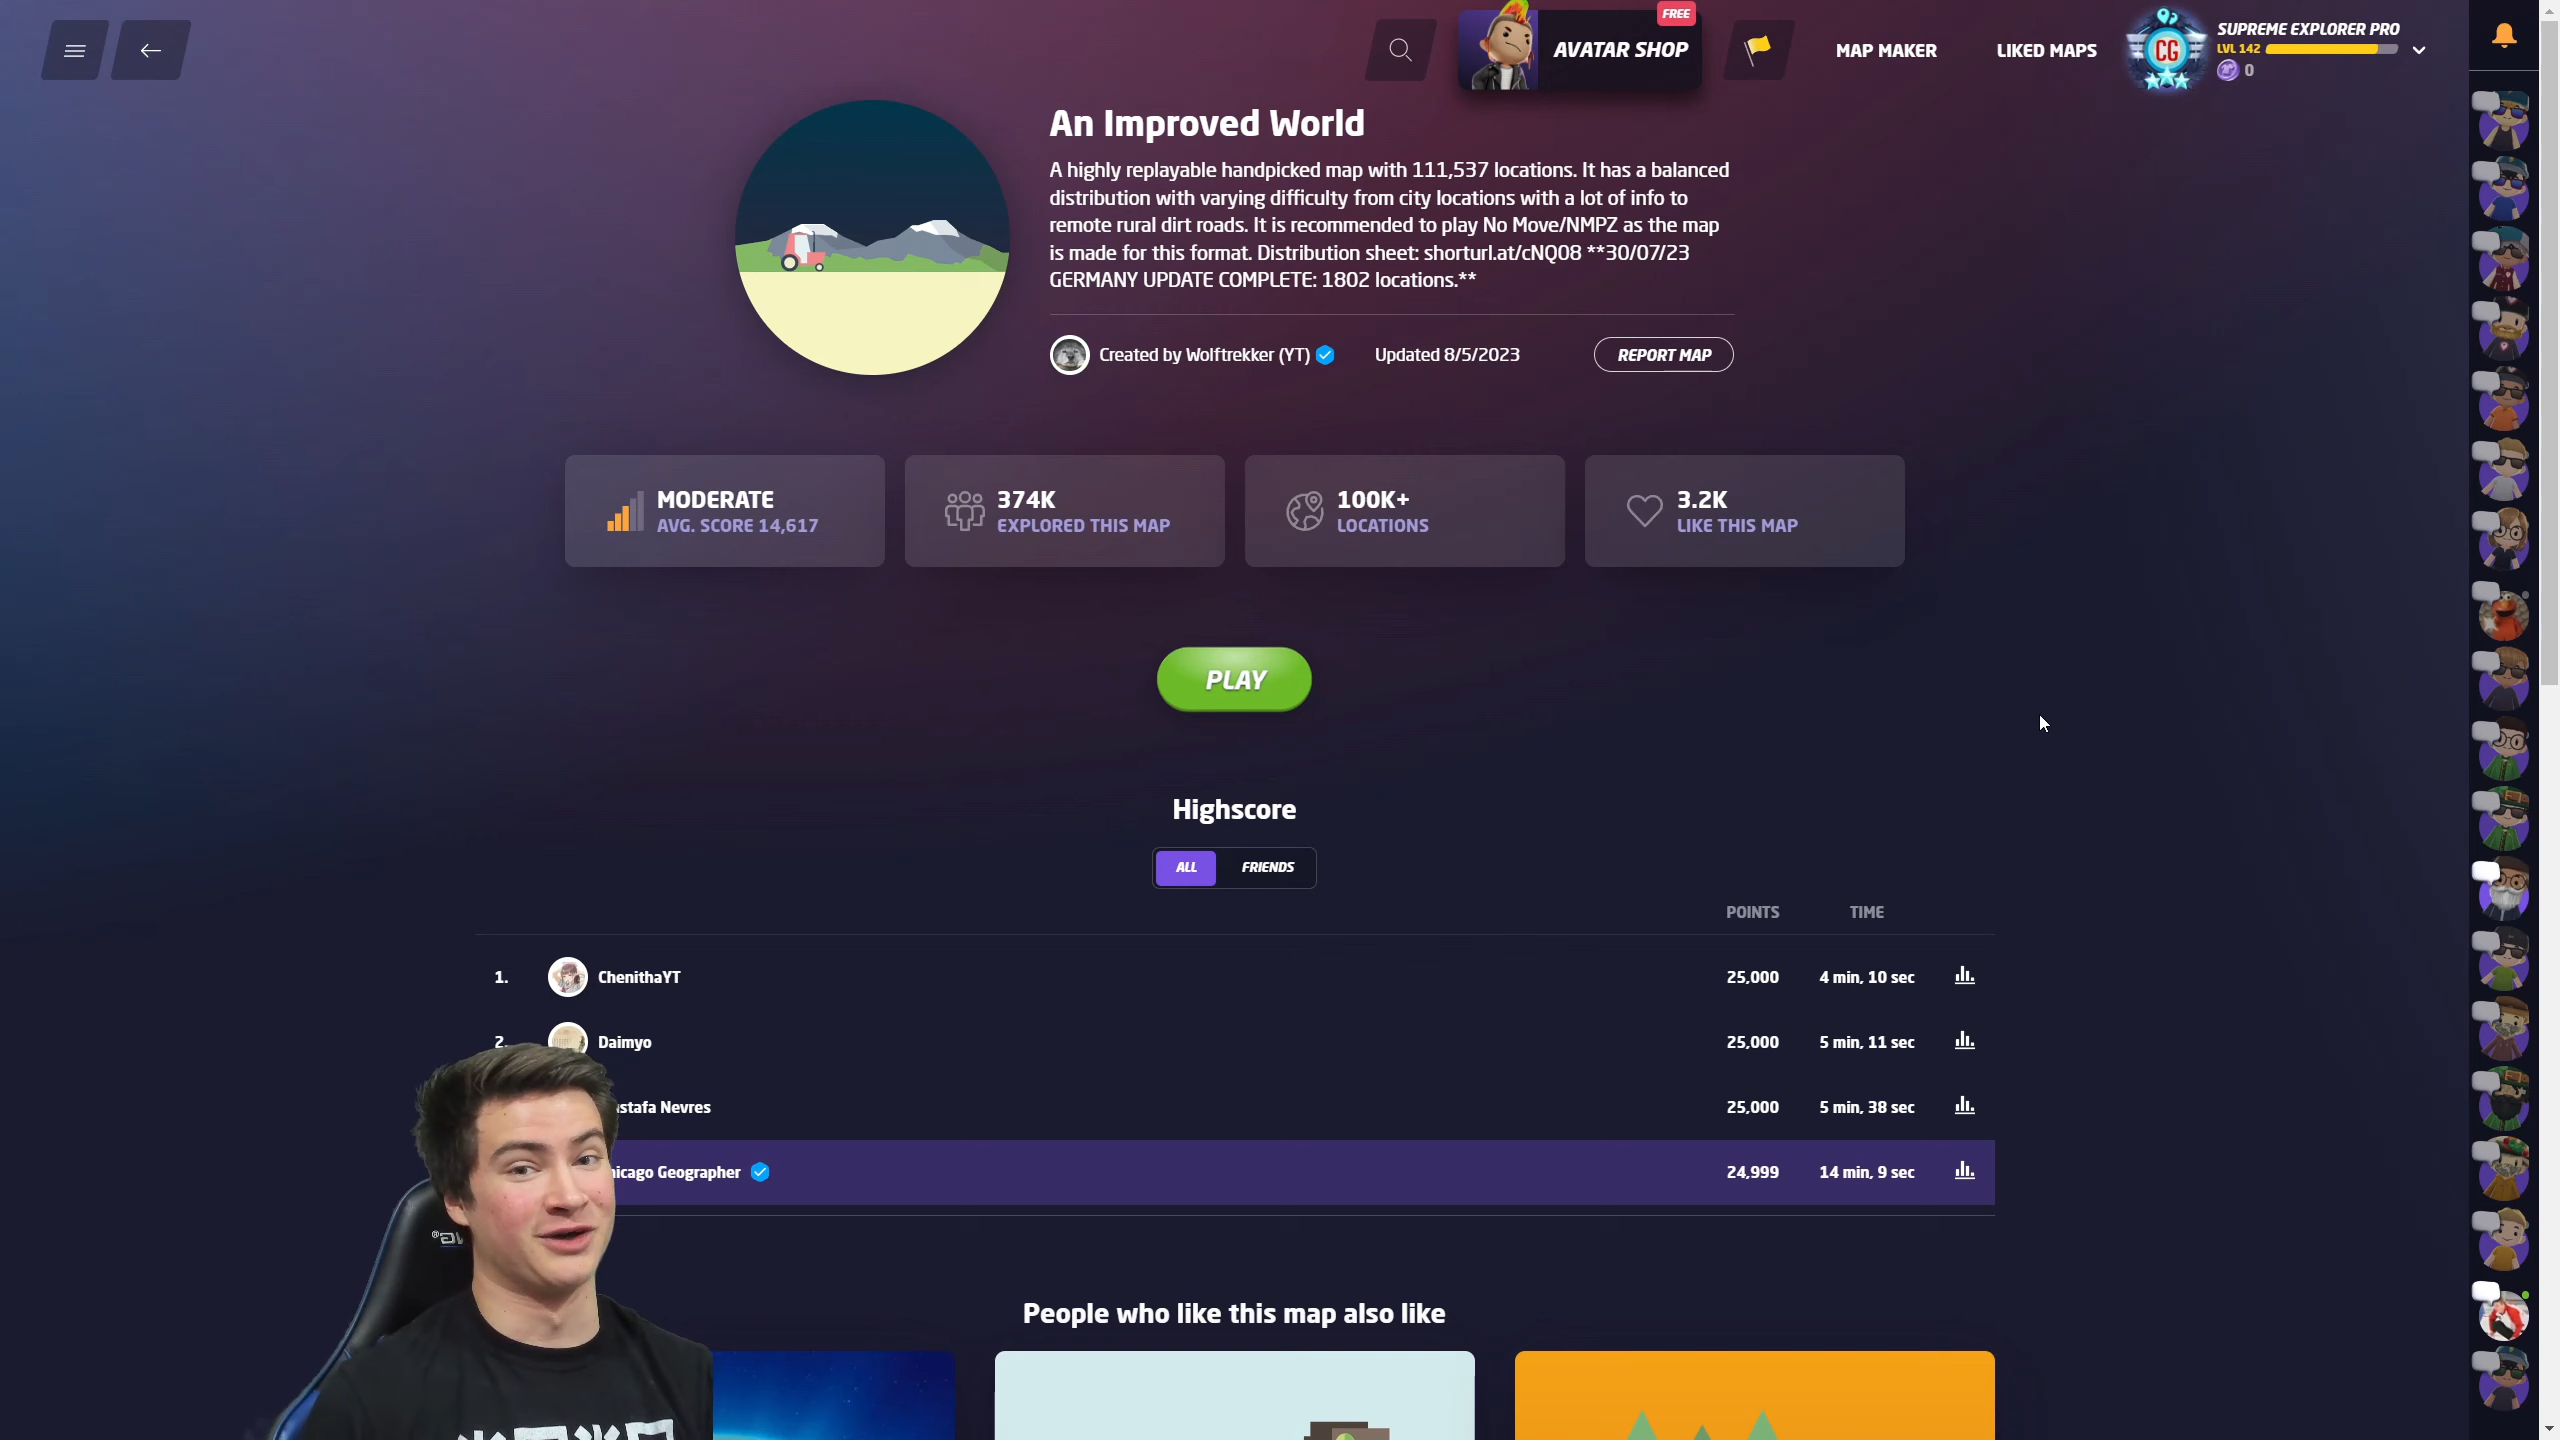 FREE
AVATAR SHOP
MAP MAKER
LIKED MAPS
CG
SUPREME EXPLORER PRO
LVL 142
0
An Improved World
A highly replayable handpicked map with 111,537 locations. It has a balanced
distribution with varying difficulty from city locations with a lot of info to
remote rural dirt roads. It is recommended to play No Move/NMPZ as the map
is made for this format. Distribution sheet: shorturl.at/cNQ08 **30/07/23
GERMANY UPDATE COMPLETE: 1802 locations.**
Created by Wolftrekker (YT)
Updated 8/5/2023
REPORT MAP
MODERATE
AVG. SCORE 14,617
374K
EXPLORED THIS MAP
100K+
LOCATIONS
3.2K
LIKE THIS MAP
PLAY
Highscore
ALL
FRIENDS
POINTS
TIME
1.
ChenithaYT
25,000
4 min, 10 sec
2.
Daimyo
25,000
5 min, 11 sec
stafa Nevres
25,000
5 min, 38 sec
icago Geographer
24,999
14 min, 9 sec
People who like this map also like